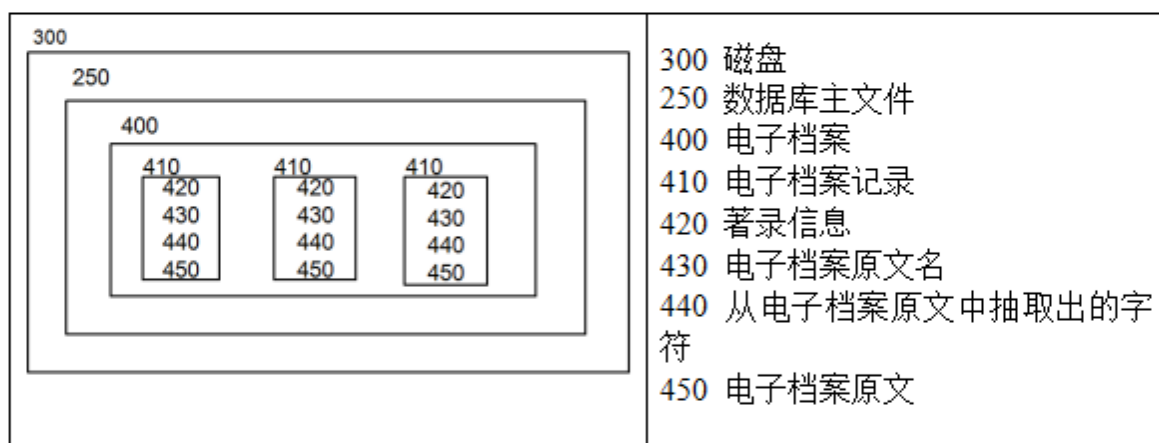 300
250
400
410 410 410
420 420 420
430 430 430
440 440 440
450 450 450
300 磁盘
250 数据库主文件
400 电子档案
410 电子档案记录
420 著录信息
430 电子档案原文名
440 从电子档案原文中抽取出的字
符
450 电子档案原文